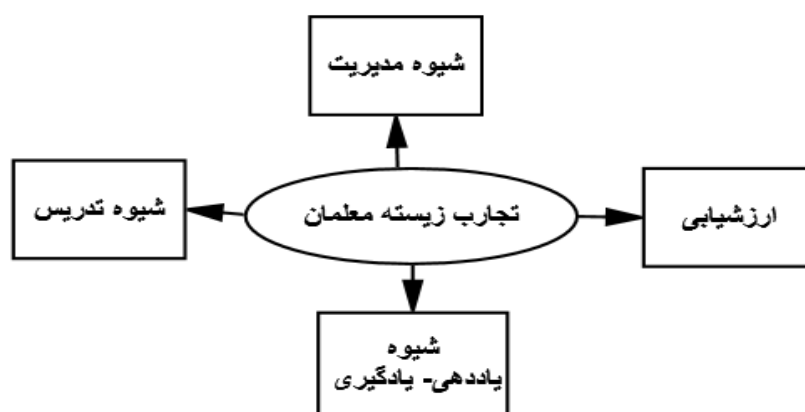 شیوه مدیریت
شیوه تدریس
تجارب زیسته معلمان
ارزشیابی
شیوه
یاددهی- یادگیری